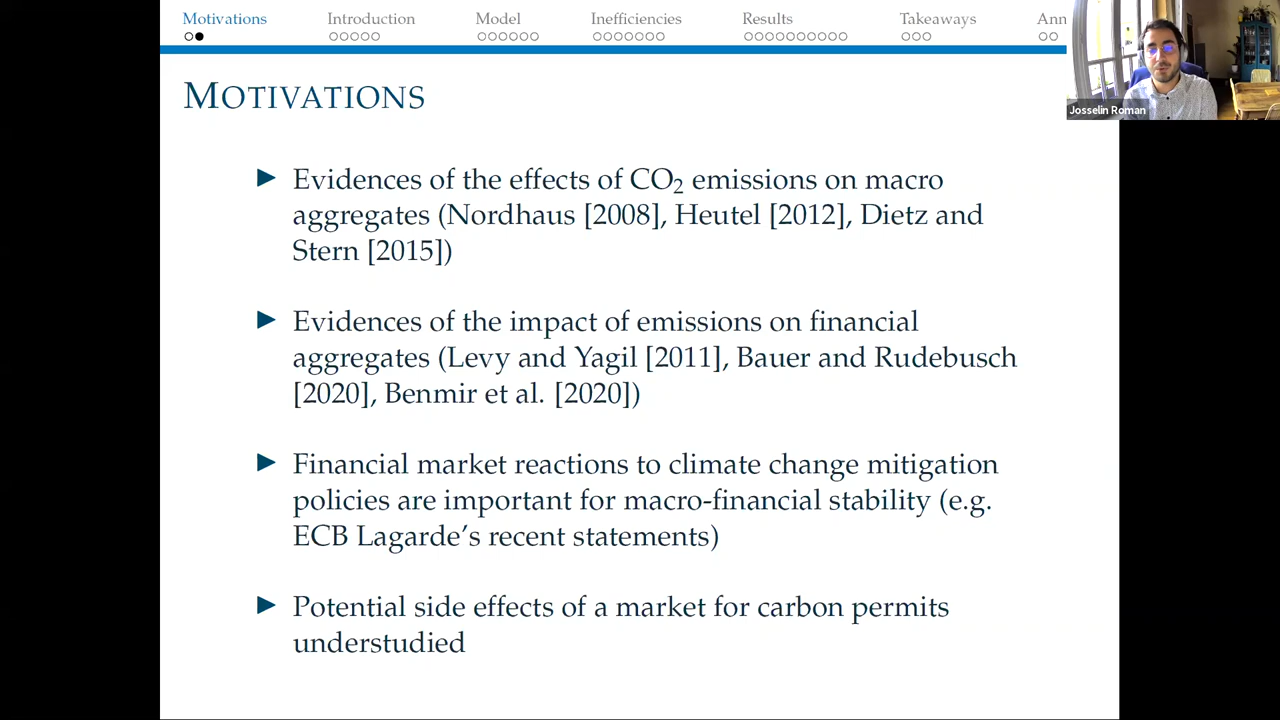 Motivations Introduction Model Inefficiencies Results Takeaways Ann
Josselin Roman
MOTIVATIONS
▶ Evidences of the effects of CO₂ emissions on macro
aggregates (Nordhaus [2008], Heutel [2012], Dietz and
Stern [2015])
▶ Evidences of the impact of emissions on financial
aggregates (Levy and Yagil [2011], Bauer and Rudebusch
[2020], Benmir et al. [2020])
▶ Financial market reactions to climate change mitigation
policies are important for macro-financial stability (e.g.
ECB Lagarde’s recent statements)
▶ Potential side effects of a market for carbon permits
understudied